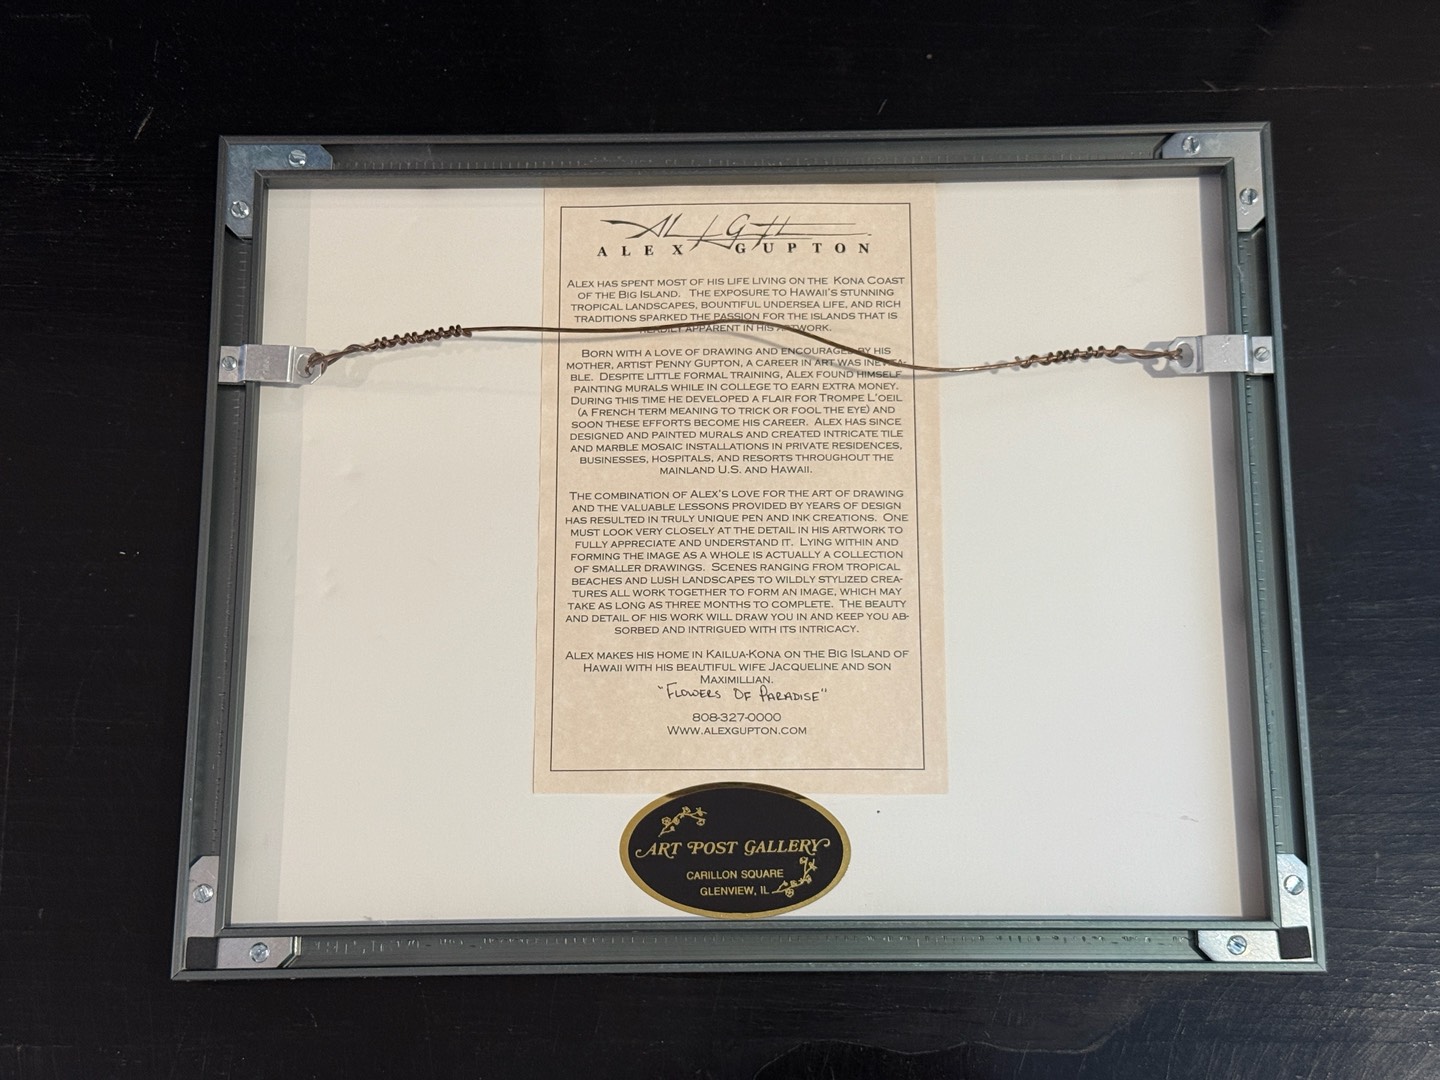 ALEX GUPTON
ALEX HAS SPENT MOST OF HIS LIFE LIVING ON THE KONA COAST
OF THE BIG ISLAND. THE EXPOSURE TO HAWAII'S STUNNING
TROPICAL LANDSCAPES, BOUNTIFUL UNDERSEA LIFE, AND RICH
TRADITIONS SPARKED THE PASSION FOR THE ISLANDS THAT IS
READILY APPARENT IN HIS ARTWORK.
BORN WITH A LOVE OF DRAWING AND ENCOURAGED BY HIS
MOTHER, ARTIST PENNY GUPTON, A CAREER IN ART WAS INEVITA-
BLE. DESPITE LITTLE FORMAL TRAINING, ALEX FOUND HIMSELF
PAINTING MURALS WHILE IN COLLEGE TO EARN EXTRA MONEY.
DURING THIS TIME HE DEVELOPED A FLAIR FOR TROMPE L'OEIL
(A FRENCH TERM MEANING TO TRICK OR FOOL THE EYE) AND
SOON THESE EFFORTS BECOME HIS CAREER. ALEX HAS SINCE
DESIGNED AND PAINTED MURALS AND CREATED INTRICATE TILE
AND MARBLE MOSAIC INSTALLATIONS IN PRIVATE RESIDENCES,
BUSINESSES, HOSPITALS, AND RESORTS THROUGHOUT THE
MAINLAND U.S. AND HAWAII.
THE COMBINATION OF ALEX'S LOVE FOR THE ART OF DRAWING
AND THE VALUABLE LESSONS PROVIDED BY YEARS OF DESIGN
HAS RESULTED IN TRULY UNIQUE PEN AND INK CREATIONS. ONE
MUST LOOK VERY CLOSELY AT THE DETAIL IN HIS ARTWORK TO
FULLY APPRECIATE AND UNDERSTAND IT. LYING WITHIN AND
FORMING THE IMAGE AS A WHOLE IS ACTUALLY A COLLECTION
OF SMALLER DRAWINGS. SCENES RANGING FROM TROPICAL
BEACHES AND LUSH LANDSCAPES TO WILDLY STYLIZED CREA-
TURES ALL WORK TOGETHER TO FORM AN IMAGE, WHICH MAY
TAKE AS LONG AS THREE MONTHS TO COMPLETE. THE BEAUTY
AND DETAIL OF HIS WORK WILL DRAW YOU IN AND KEEP YOU AB-
SORBED AND INTRIGUED WITH ITS INTRICACY.
ALEX MAKES HIS HOME IN KAILUA-KONA ON THE BIG ISLAND OF
HAWAII WITH HIS BEAUTIFUL WIFE JACQUELINE AND SON
MAXIMILLIAN.
"FLOWERS OF PARADISE"
808-327-0000
WWW.ALEXGUPTON.COM
ART POST GALLERY
CARILLON SQUARE
GLENVIEW, IL